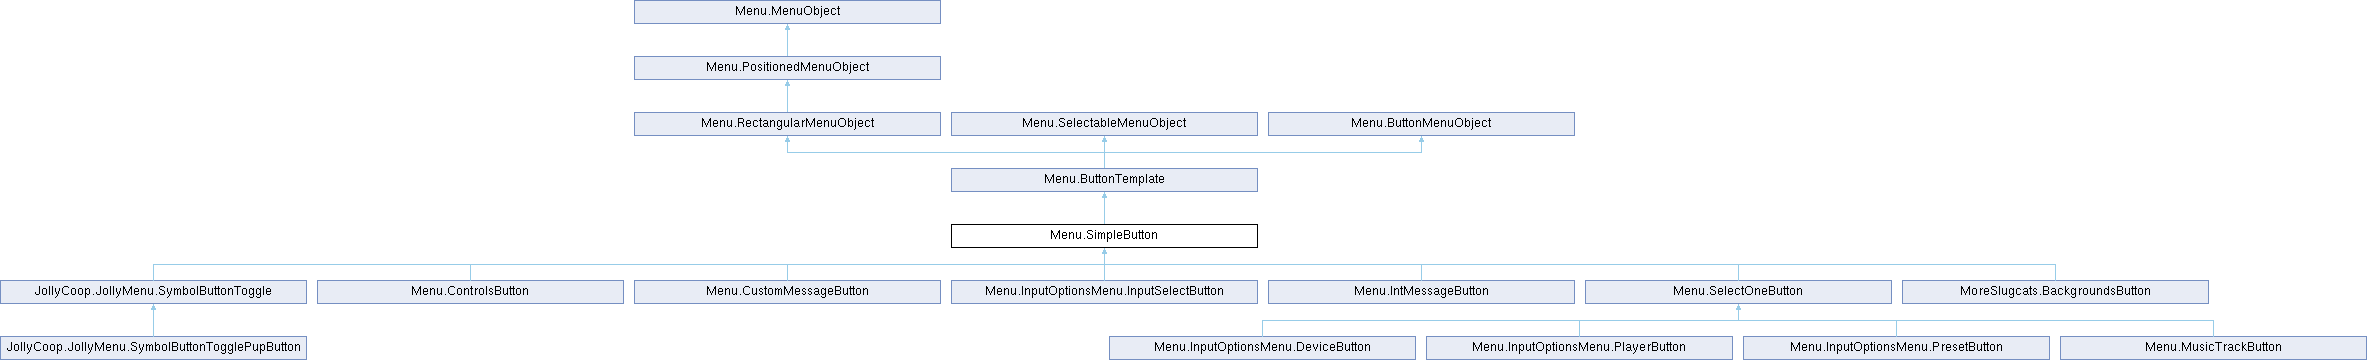 Menu.MenuObject
Menu.PositionedMenuObject
Menu.RectangularMenuObject
Menu.SelectableMenuObject
Menu.ButtonMenuObject
Menu.ButtonTemplate
Menu.SimpleButton
JollyCoop.JollyMenu.SymbolButtonToggle
Menu.ControlsButton
Menu.CustomMessageButton
Menu.InputOptionsMenu.InputSelectButton
Menu.IntMessageButton
Menu.SelectOneButton
MoreSlugcats.BackgroundsButton
JollyCoop.JollyMenu.SymbolButtonTogglePupButton
Menu.InputOptionsMenu.DeviceButton
Menu.InputOptionsMenu.PlayerButton
Menu.InputOptionsMenu.PresetButton
Menu.MusicTrackButton